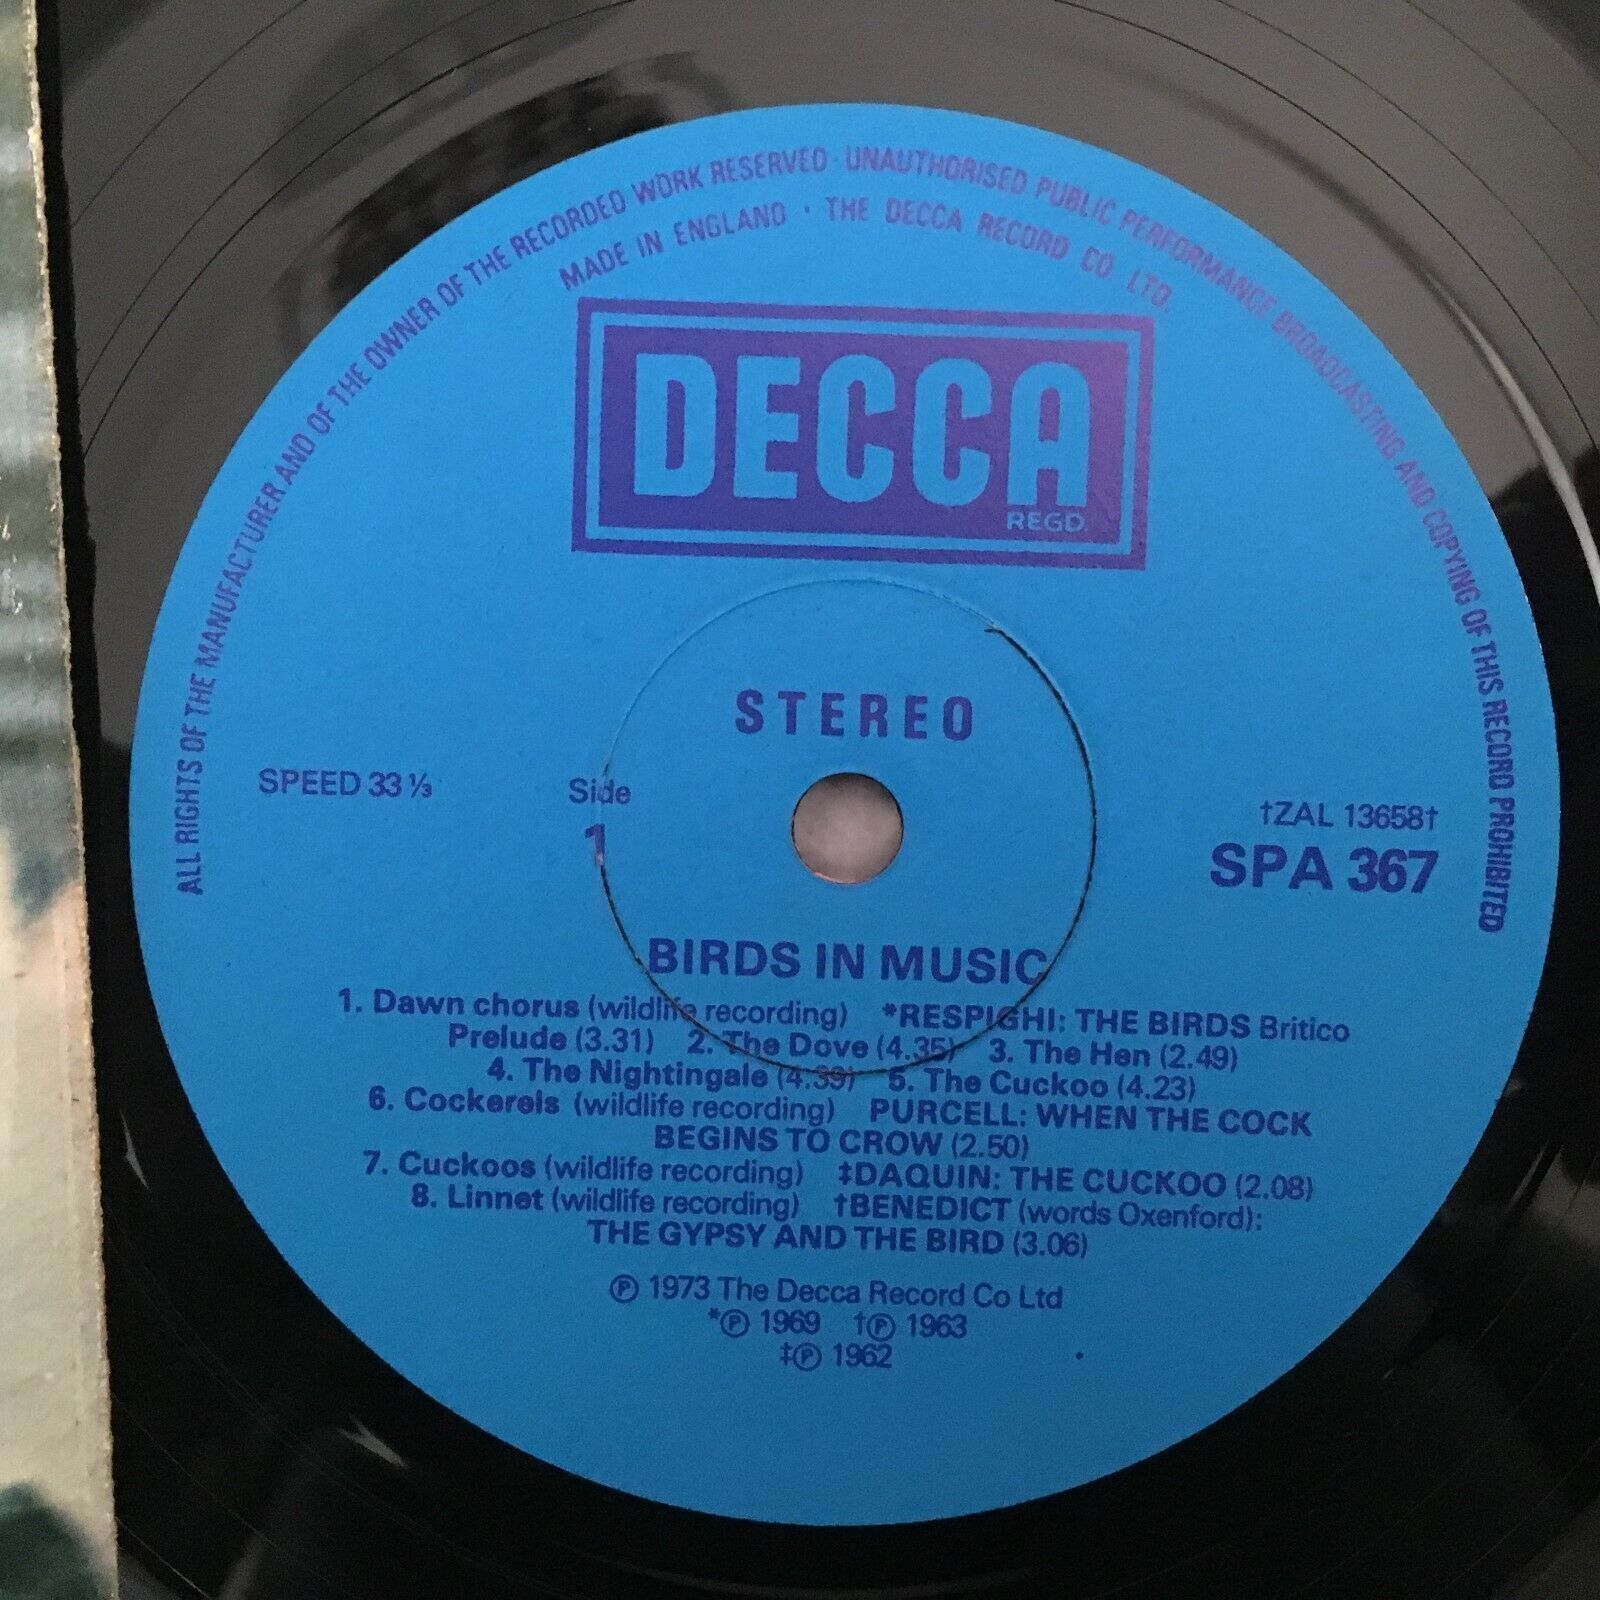 ALL RIGHTS OF THE MANUFACTURER AND OF THE OWNER OF THE RECORDED WORK RESERVED · UNAUTHORISED PUBLIC PERFORMANCE BROADCASTING AND COPYING OF THIS RECORD PROHIBITED
MADE IN ENGLAND · THE DECCA RECORD CO. LTD.
DECCA
REGD.
STEREO
SPEED 33⅓
Side
1
†ZAL 13658†
SPA 367
BIRDS IN MUSIC
1. Dawn chorus (wildlife recording) *RESPIGHI: THE BIRDS Britico
Prelude (3.31) 2. The Dove (4.35) 3. The Hen (2.49)
4. The Nightingale (4.39) 5. The Cuckoo (4.23)
6. Cockerels (wildlife recording) PURCELL: WHEN THE COCK
BEGINS TO CROW (2.50)
7. Cuckoos (wildlife recording) ‡DAQUIN: THE CUCKOO (2.08)
8. Linnet (wildlife recording) †BENEDICT (words Oxenford):
THE GYPSY AND THE BIRD (3.06)
℗ 1973 The Decca Record Co Ltd
*℗ 1969 †℗ 1963
‡℗ 1962